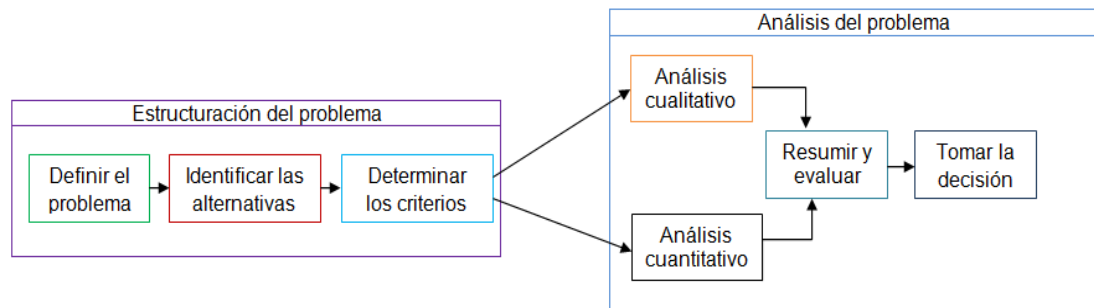 Estructuración del problema
Definir el
problema
Identificar las
alternativas
Determinar
los criterios
Análisis del problema
Análisis
cualitativo
Análisis
cuantitativo
Resumir y
evaluar
Tomar la
decisión